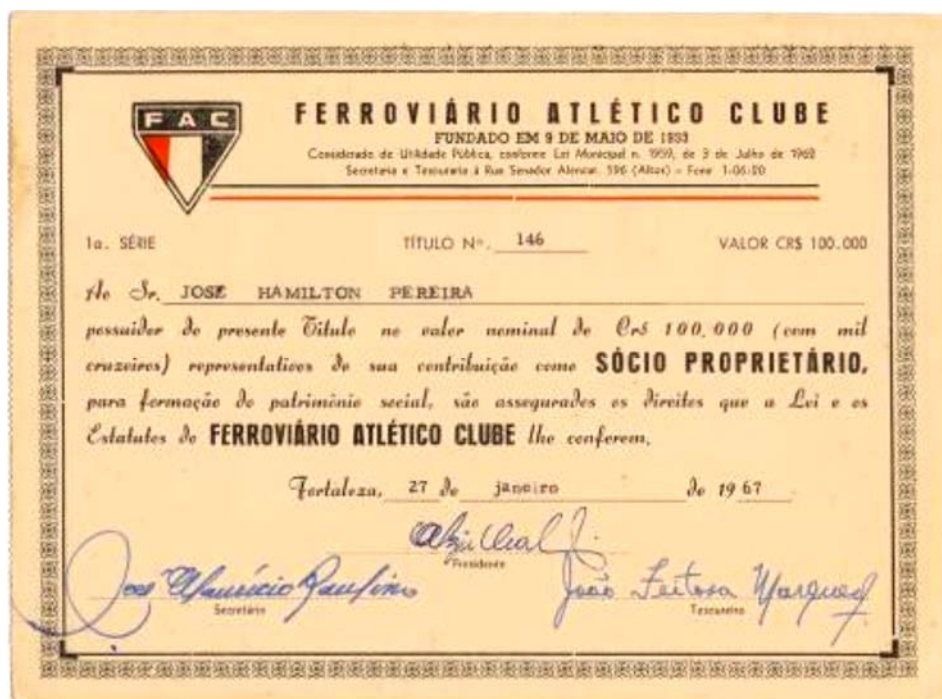 FAC
FERROVIÁRIO ATLÉTICO CLUBE
FUNDADO EM 9 DE MAIO DE 1933
Considerado de Utilidade Pública, conforme Lei Municipal n. 1959, de 3 de Julho de 1962
Secretaria e Tesouraria à Rua Senador Alencar, 596 (Altos) - Fone 1-06-20
1a. SÉRIE TÍTULO Nº. 146 VALOR CR$ 100.000
Ao Sr. JOSE HAMILTON PEREIRA
possuidor do presente Título no valor nominal de Cr$ 100.000 (cem mil
cruzeiros) representativos de sua contribuição como SÓCIO PROPRIETÁRIO,
para formação do patrimônio social, são assegurados os direitos que a Lei e os
Estatutos do FERROVIÁRIO ATLÉTICO CLUBE lhe conferem.
Fortaleza, 27 de janeiro de 1967
Presidente
José Maurício Paulino
Secretário
João Feitosa Marques
Tesoureiro